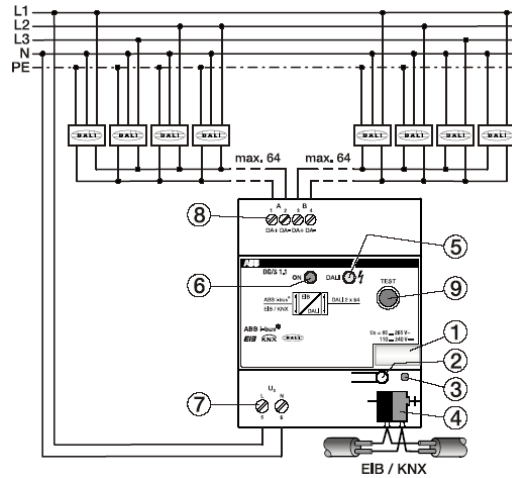 L1
L2
L3
N
PE
DALI DALI DALI DALI DALI DALI DALI DALI
max. 64 max. 64
A B
1 2 3 4
8
DA+ DA- DA+ DA-
ABB
DG/S 1.1
ON DALI
5
6
TEST
9
ABB i-bus®
EIB / KNX
EIB
DALI
DALI 2 x 64
ABB i-bus®
EIB KNX DALI
110
1
2
3
Us
L N
7
5 6
4
EIB / KNX